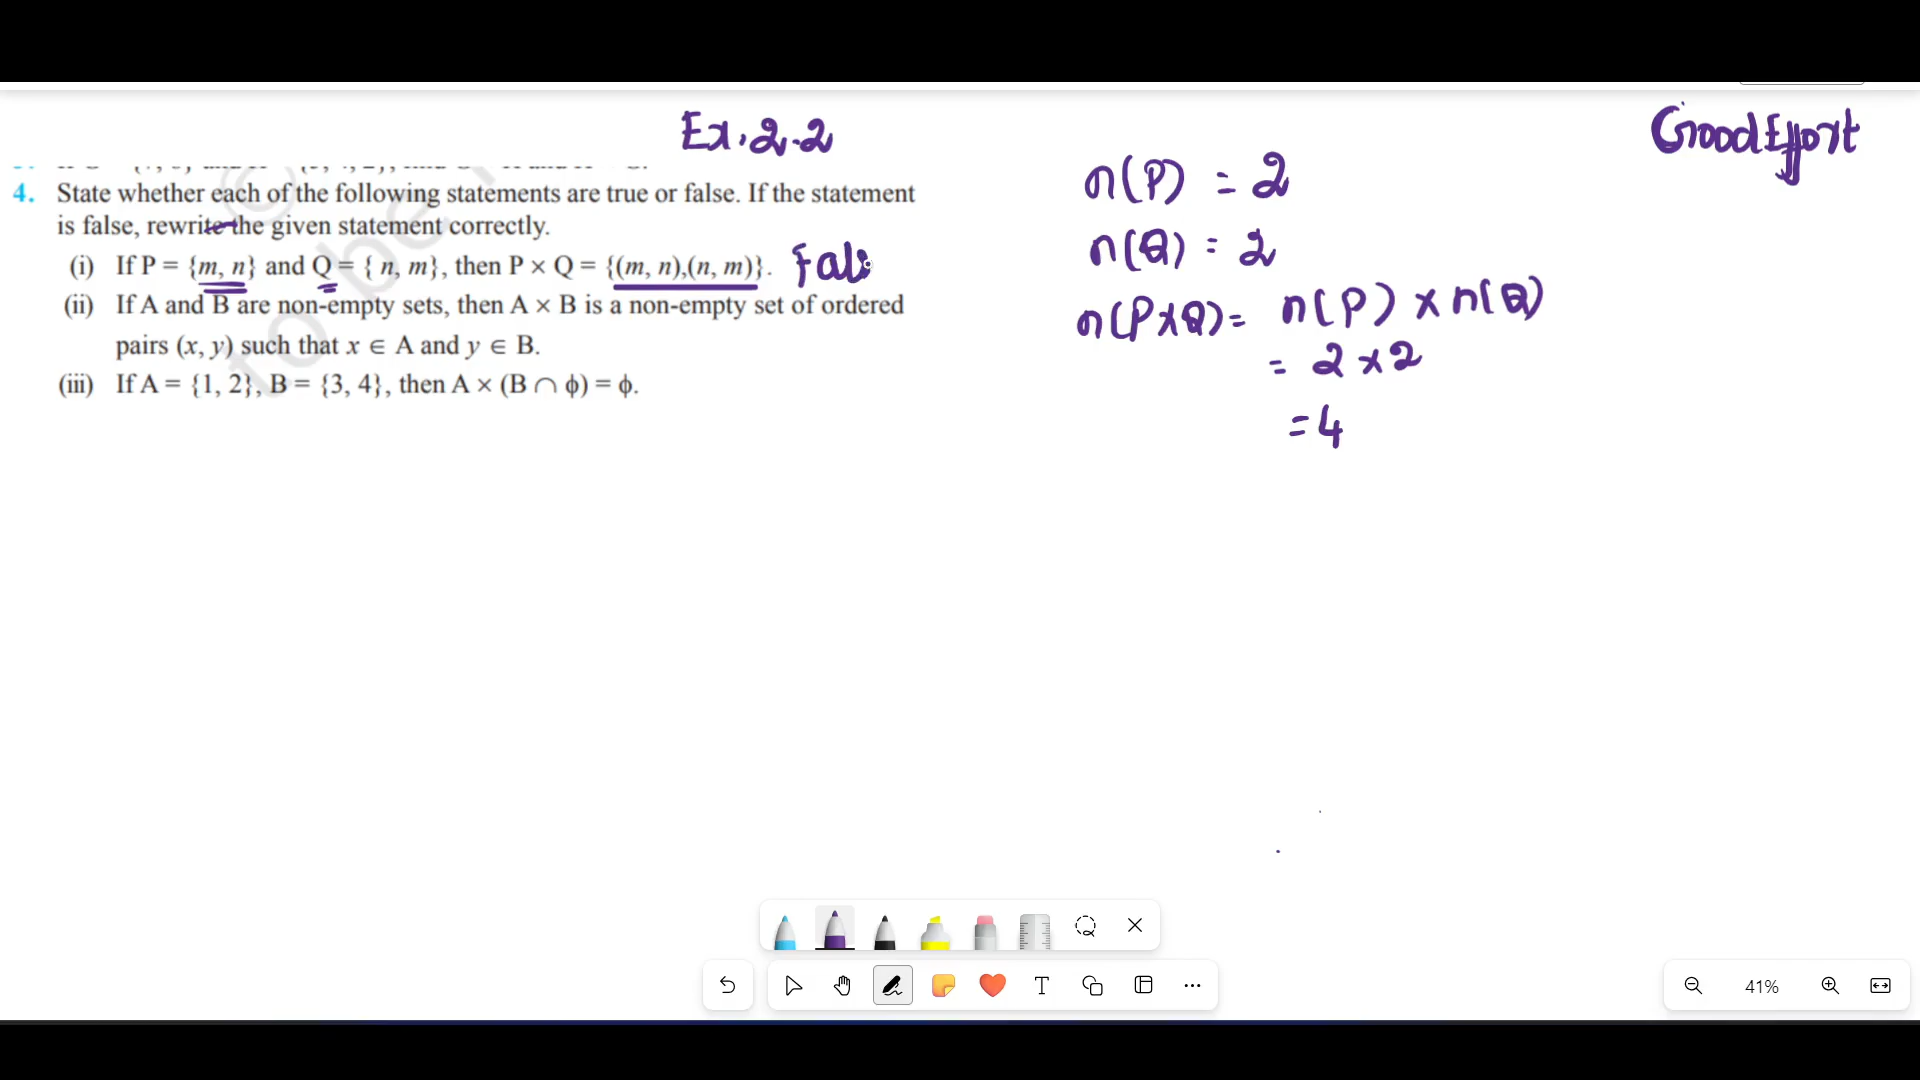 Ex. 2.2
Good Effort
4. State whether each of the following statements are true or false. If the statement
is false, rewrite the given statement correctly.
(i) If P = {m, n} and Q = { n, m}, then P × Q = {(m, n),(n, m)}. Fals
(ii) If A and B are non-empty sets, then A × B is a non-empty set of ordered
pairs (x, y) such that x ∈ A and y ∈ B.
(iii) If A = {1, 2}, B = {3, 4}, then A × (B ∩ ϕ) = ϕ.
n(P) = 2
n(Q) = 2
n(P×Q) = n(P) × n(Q)
= 2 × 2
= 4
to be
41%